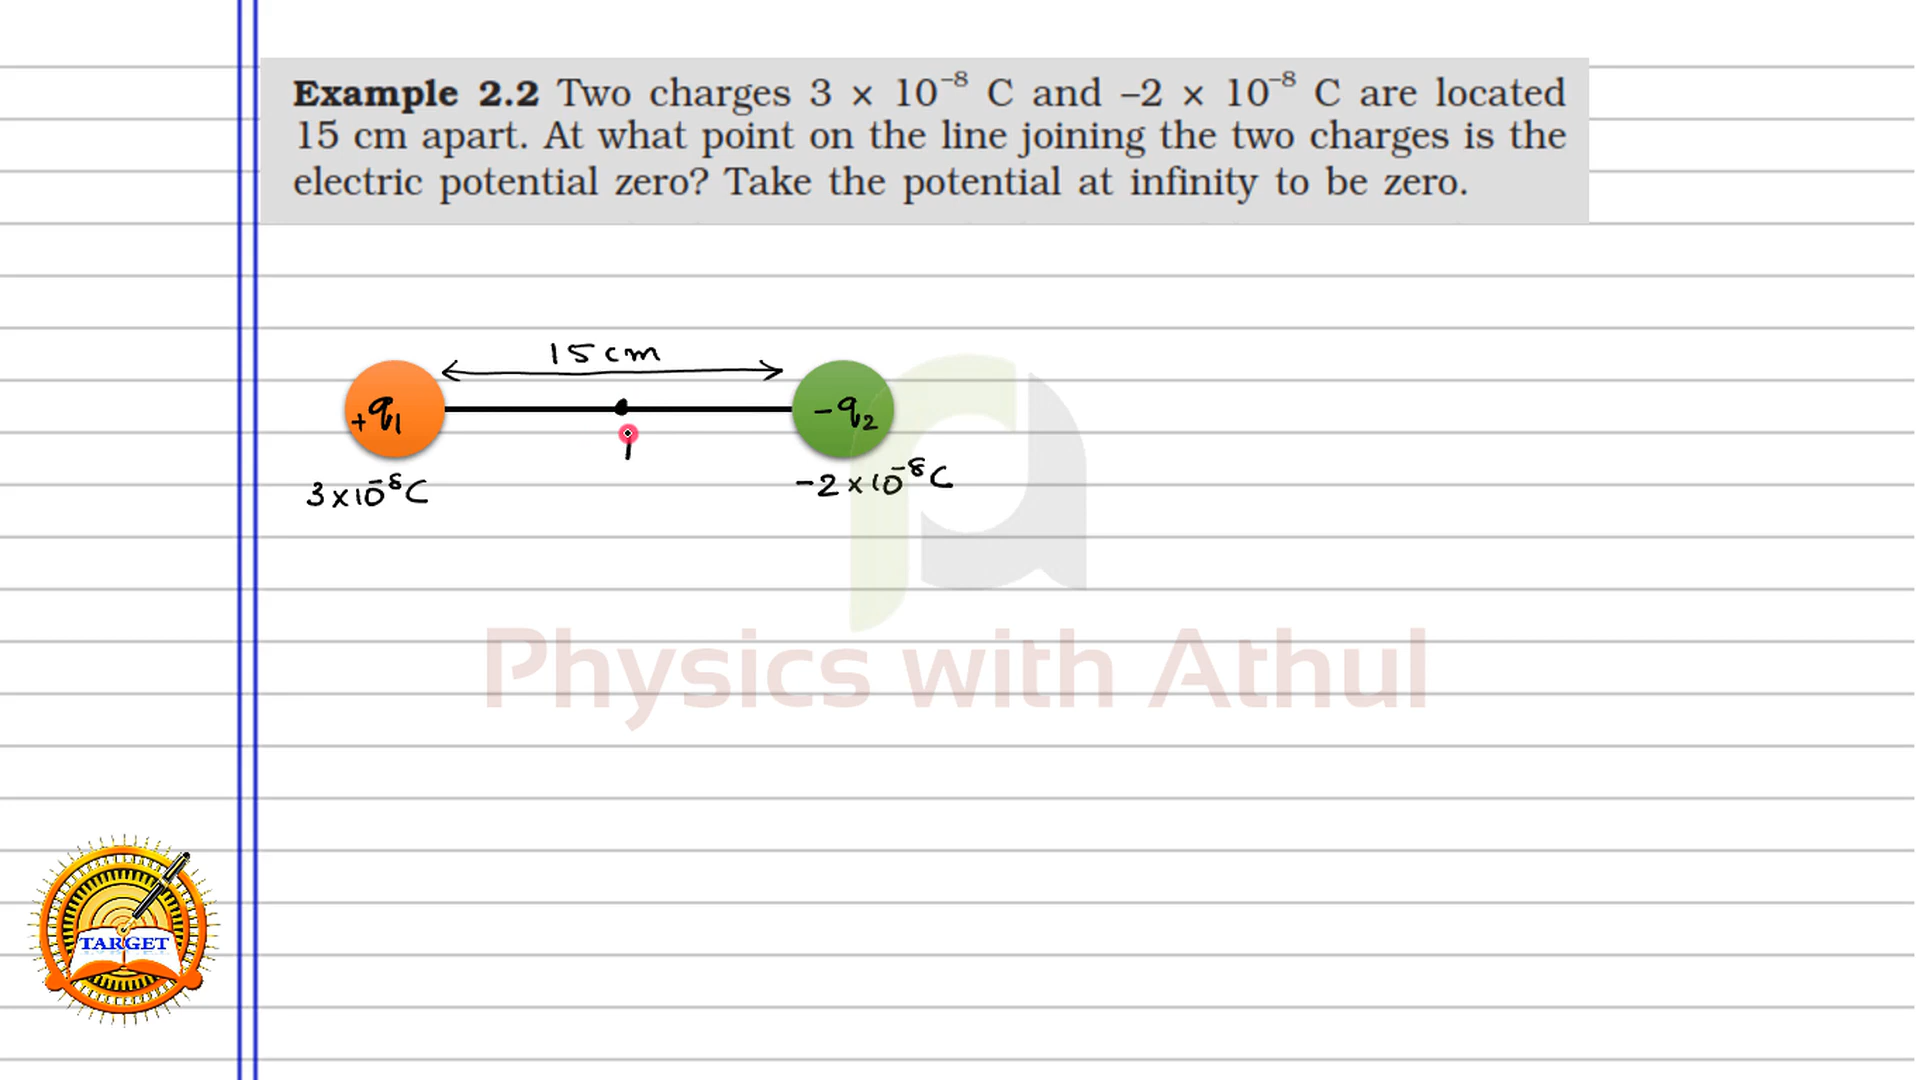 Example 2.2 Two charges 3 × 10⁻⁸ C and –2 × 10⁻⁸ C are located
15 cm apart. At what point on the line joining the two charges is the
electric potential zero? Take the potential at infinity to be zero.
15 cm
+q₁
-q₂
3 × 10⁻⁸ C
-2 × 10⁻⁸ C
Physics with Athul
TARGET